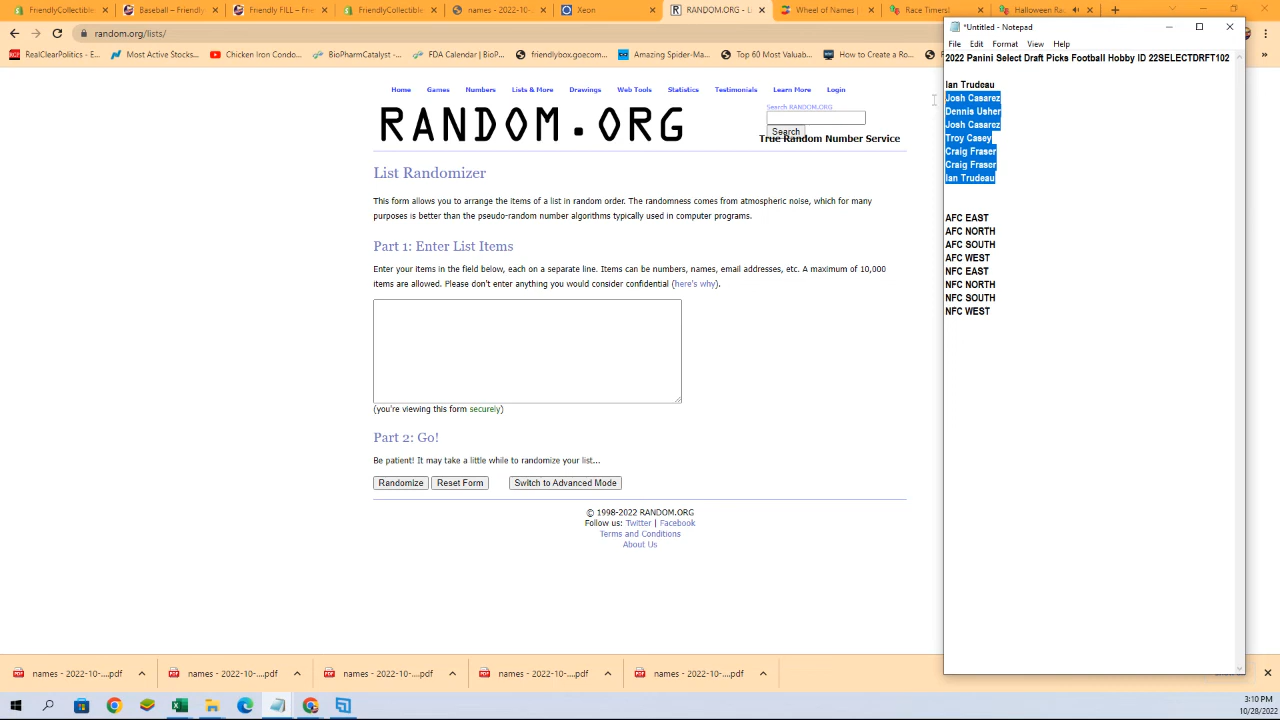 FriendlyCollectible...
Baseball - Friendly
Friendly FILL - Frie
FriendlyCollectible
names - 2022-10-
Xeon
RANDOM.ORG - Li
Wheel of Names |
Race Timers!
Halloween Rag
random.org/lists/
RealClearPolitics - E...
Most Active Stocks...
Chicken Iron Condo...
BioPharmCatalyst -...
FDA Calendar | BioP...
friendlybox.goecom...
Amazing Spider-Ma...
Top 60 Most Valuab...
How to Create a Ro...
Home
Games
Numbers
Lists & More
Drawings
Web Tools
Statistics
Testimonials
Learn More
Login
RANDOM.ORG
Search RANDOM.ORG
Search
True Random Number Service
List Randomizer
This form allows you to arrange the items of a list in random order. The randomness comes from atmospheric noise, which for many
purposes is better than the pseudo-random number algorithms typically used in computer programs.
Part 1: Enter List Items
Enter your items in the field below, each on a separate line. Items can be numbers, names, email addresses, etc. A maximum of 10,000
items are allowed. Please don't enter anything you would consider confidential (here's why).
(you're viewing this form securely)
Part 2: Go!
Be patient! It may take a little while to randomize your list...
Randomize
Reset Form
Switch to Advanced Mode
© 1998-2022 RANDOM.ORG
Follow us: Twitter | Facebook
Terms and Conditions
About Us
*Untitled - Notepad
File
Edit
Format
View
Help
2022 Panini Select Draft Picks Football Hobby ID 22SELECTDRFT102
Ian Trudeau
Josh Casarez
Dennis Usher
Josh Casarez
Troy Casey
Craig Fraser
Craig Fraser
Ian Trudeau
AFC EAST
AFC NORTH
AFC SOUTH
AFC WEST
NFC EAST
NFC NORTH
NFC SOUTH
NFC WEST
names - 2022-10-....pdf
names - 2022-10-....pdf
names - 2022-10-....pdf
names - 2022-10-....pdf
names - 2022-10-....pdf
3:10 PM
10/28/2022